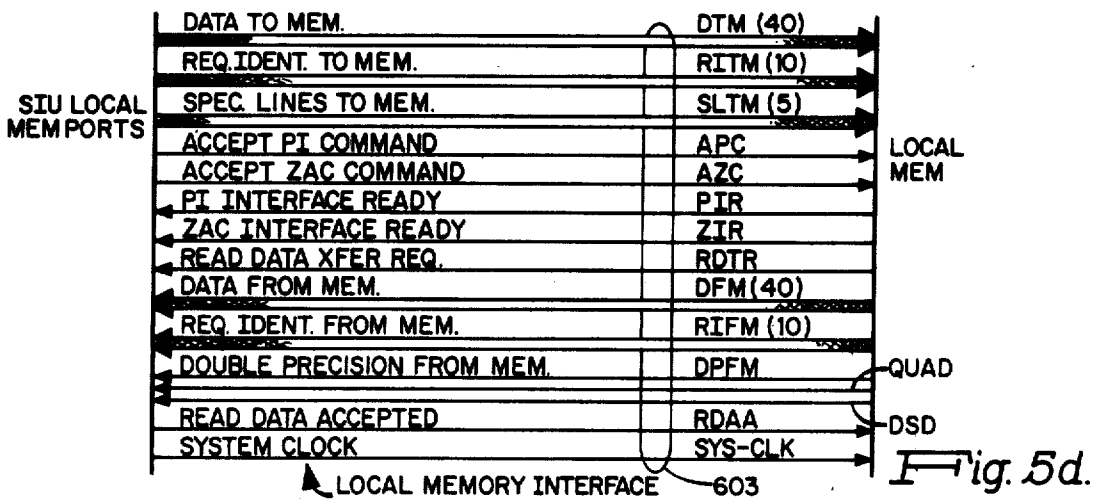 DATA TO MEM. DTM (40)
REQ.IDENT. TO MEM. RITM (10)
SIU LOCAL MEM PORTS
SPEC. LINES TO MEM. SLTM (5)
ACCEPT PI COMMAND APC
LOCAL MEM
ACCEPT ZAC COMMAND AZC
PI INTERFACE READY PIR
ZAC INTERFACE READY ZIR
READ DATA XFER REQ. RDTR
DATA FROM MEM. DFM(40)
REQ. IDENT. FROM MEM. RIFM (10)
DOUBLE PRECISION FROM MEM. DPFM
QUAD
READ DATA ACCEPTED RDAA
DSD
SYSTEM CLOCK SYS-CLK
LOCAL MEMORY INTERFACE 603
Fig. 5d.